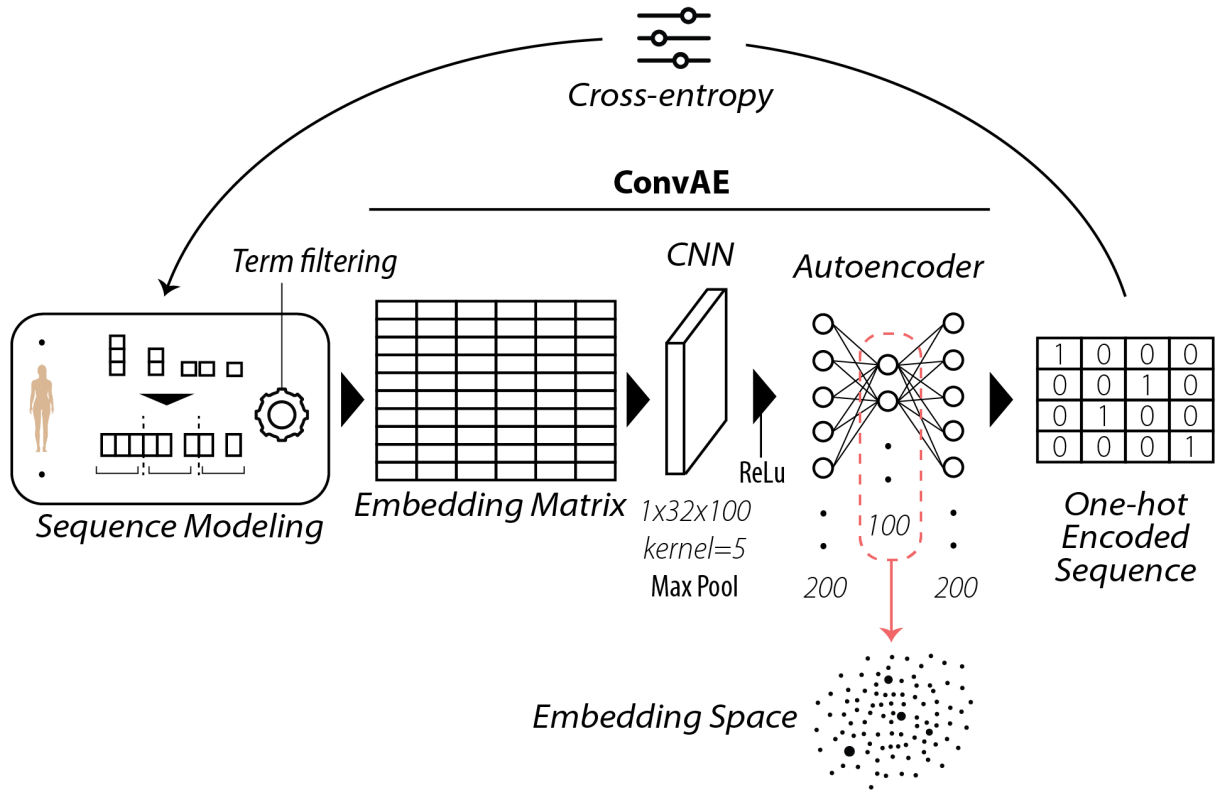 Cross-entropy
ConvAE
Term filtering
CNN
Autoencoder
Sequence Modeling
Embedding Matrix
1x32x100
kernel=5
Max Pool
ReLu
100
200
200
1 0 0 0
0 0 1 0
0 1 0 0
0 0 0 1
One-hot
Encoded
Sequence
Embedding Space